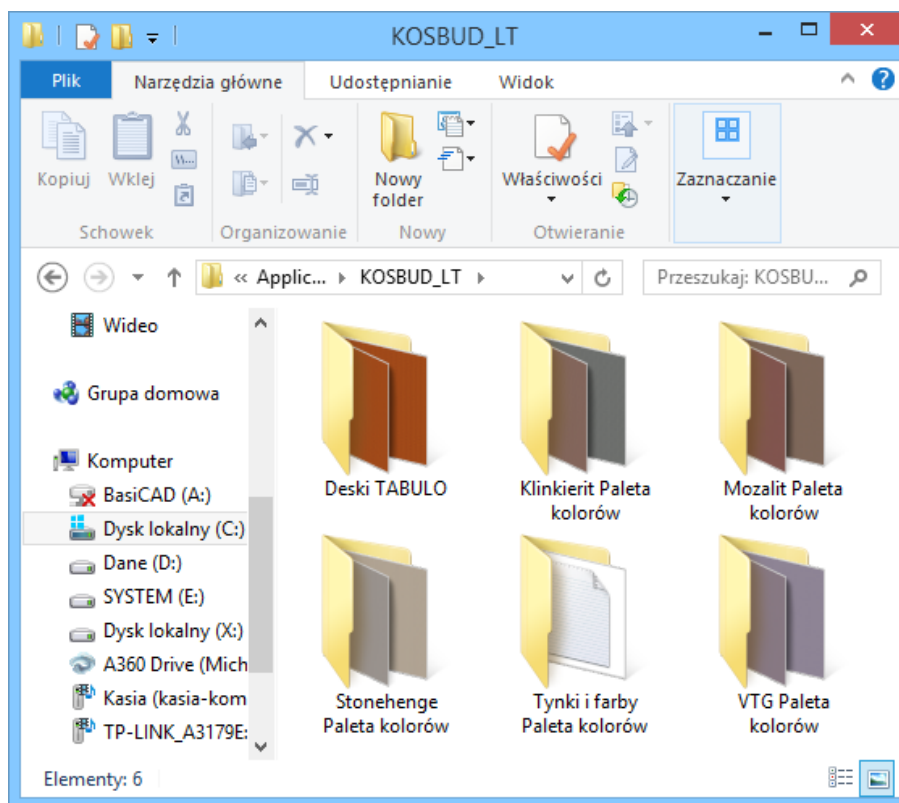 KOSBUD_LT
Plik
Narzędzia główne
Udostępnianie
Widok
Kopiuj
Wklej
Nowy
folder
Właściwości
Zaznaczanie
Schowek
Organizowanie
Nowy
Otwieranie
« Applic...
KOSBUD_LT
Przeszukaj: KOSBU...
Wideo
Grupa domowa
Komputer
BasiCAD (A:)
Dysk lokalny (C:)
Dane (D:)
SYSTEM (E:)
Dysk lokalny (X:)
A360 Drive (Mich
Kasia (kasia-kom
TP-LINK_A3179E:
Deski TABULO
Klinkierit Paleta
kolorów
Mozalit Paleta
kolorów
Stonehenge
Paleta kolorów
Tynki i farby
Paleta kolorów
VTG Paleta
kolorów
Elementy: 6